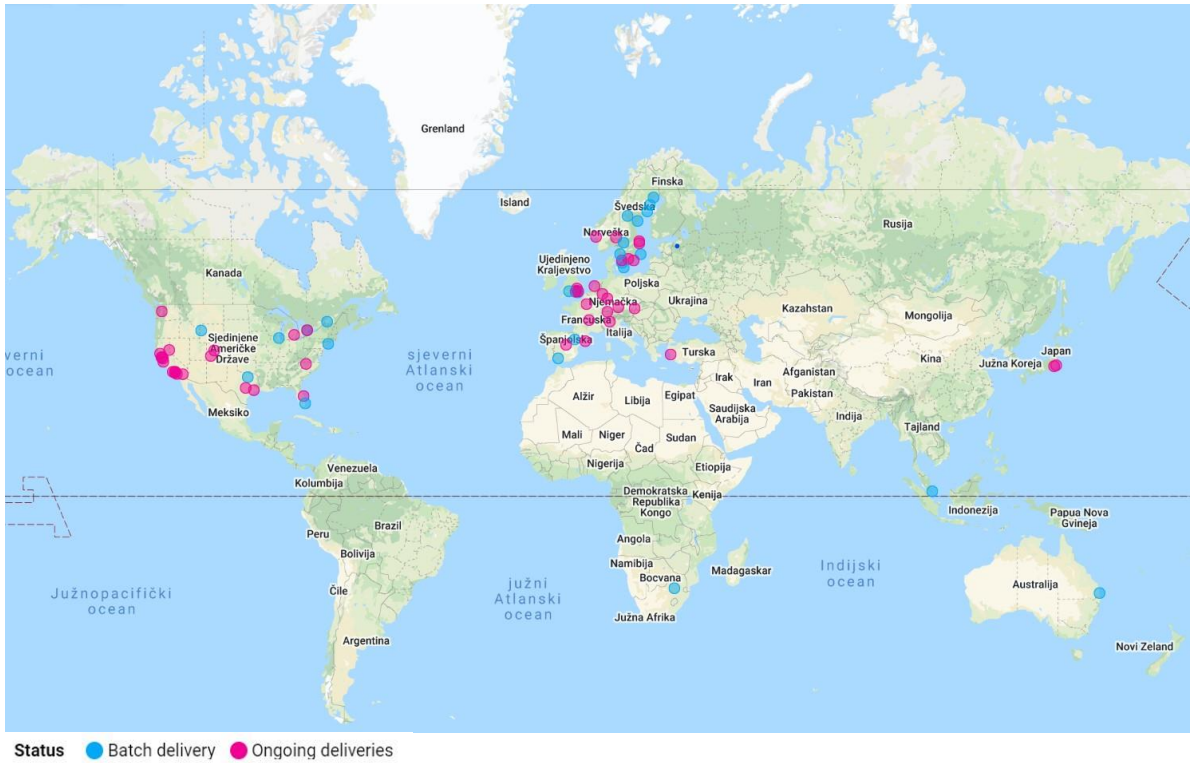 Grenland
Finska
Island
Švedska
Rusija
Norveška
Ujedinjeno
Kraljevstvo
Kanada
Poljska
Njemačka
Ukrajina
Kazahstan
Mongolija
Francuska
Italija
Sjedinjene
Američke
Države
Španjolska
verni
ocean
sjeverni
Atlanski
ocean
Turska
Kina
Japan
Južna Koreja
Afganistan
Irak
Iran
Pakistan
Alžir
Libija
Egipat
Saudijska
Arabija
Indija
Meksiko
Tajland
Mali
Niger
Čad
Sudan
Nigerija
Etiopija
Venezuela
Kolumbija
Demokratska
Republika
Kongo
Kenija
Indonezija
Papua Nova
Gvineja
Brazil
Peru
Angola
Bolivija
Namibija
Bocvana
Madagaskar
Indijski
ocean
Australija
Južnopacifički
ocean
Čile
južni
Atlanski
ocean
Južna Afrika
Argentina
Novi Zeland
Status Batch delivery Ongoing deliveries